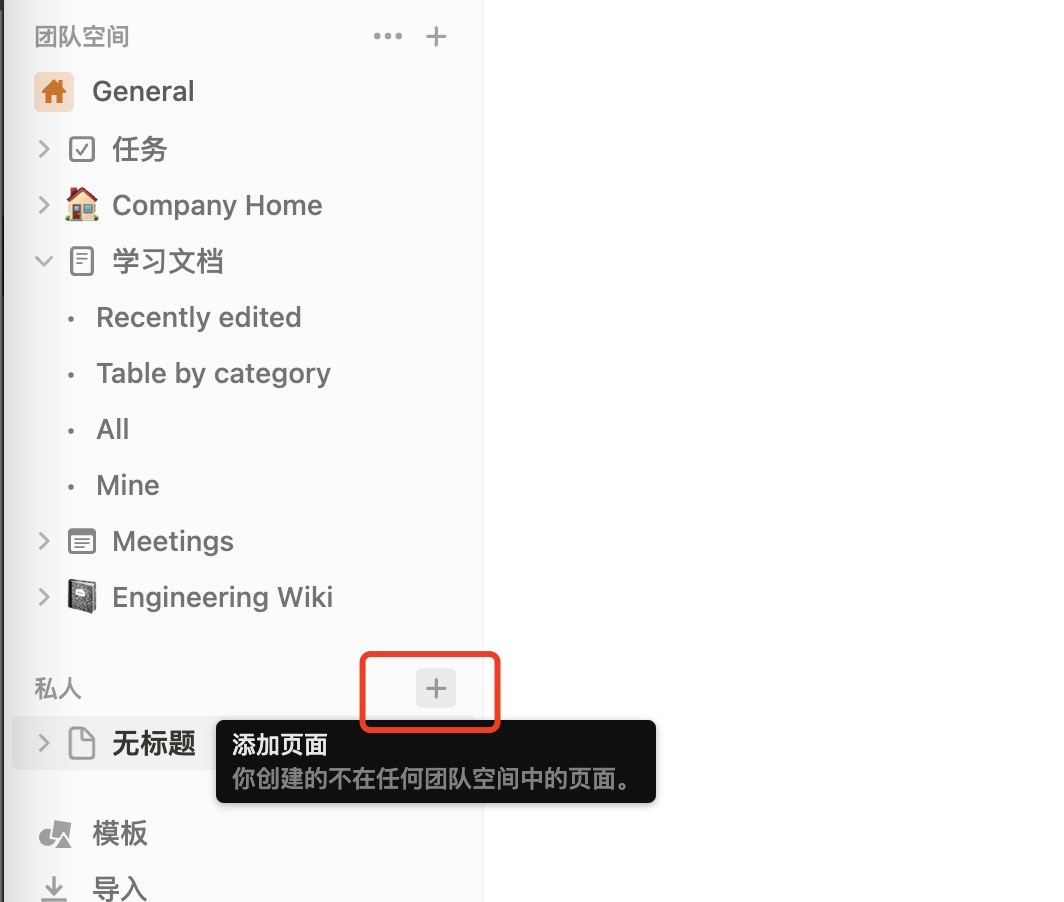 团队空间
General
任务
Company Home
学习文档
Recently edited
Table by category
All
Mine
Meetings
Engineering Wiki
私人
无标题
添加页面
你创建的不在任何团队空间中的页面。
模板
导入